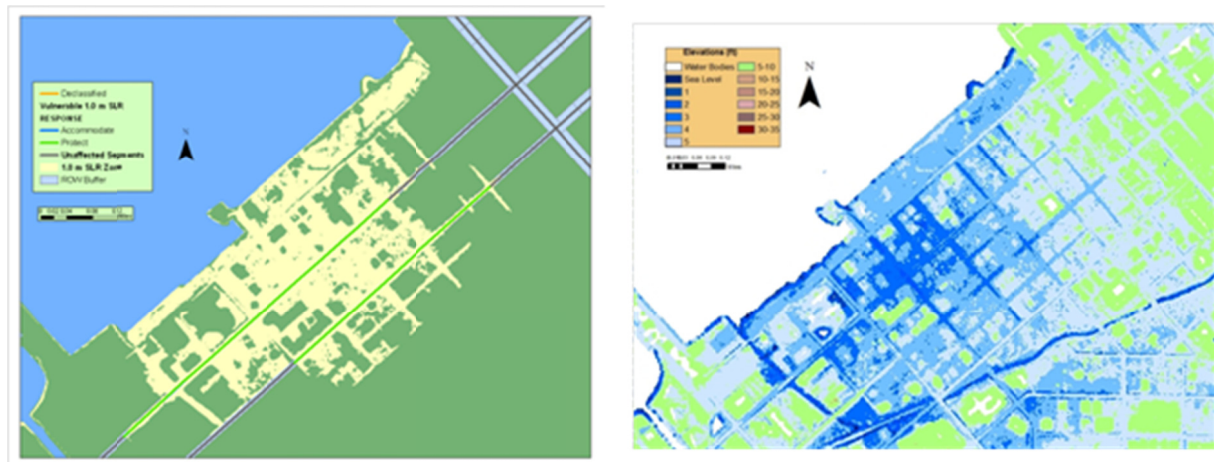 Declassified
Vulnerable 1.0 m SLR
RESPONSE
Accommodate
Protect
Unaffected Segments
1.0 m SLR Zone
ROW Buffer
N
Elevations (ft)
Water Bodies 5-10
Sea Level 10-15
1 15-20
2 20-25
3 25-30
4 30-35
5
N